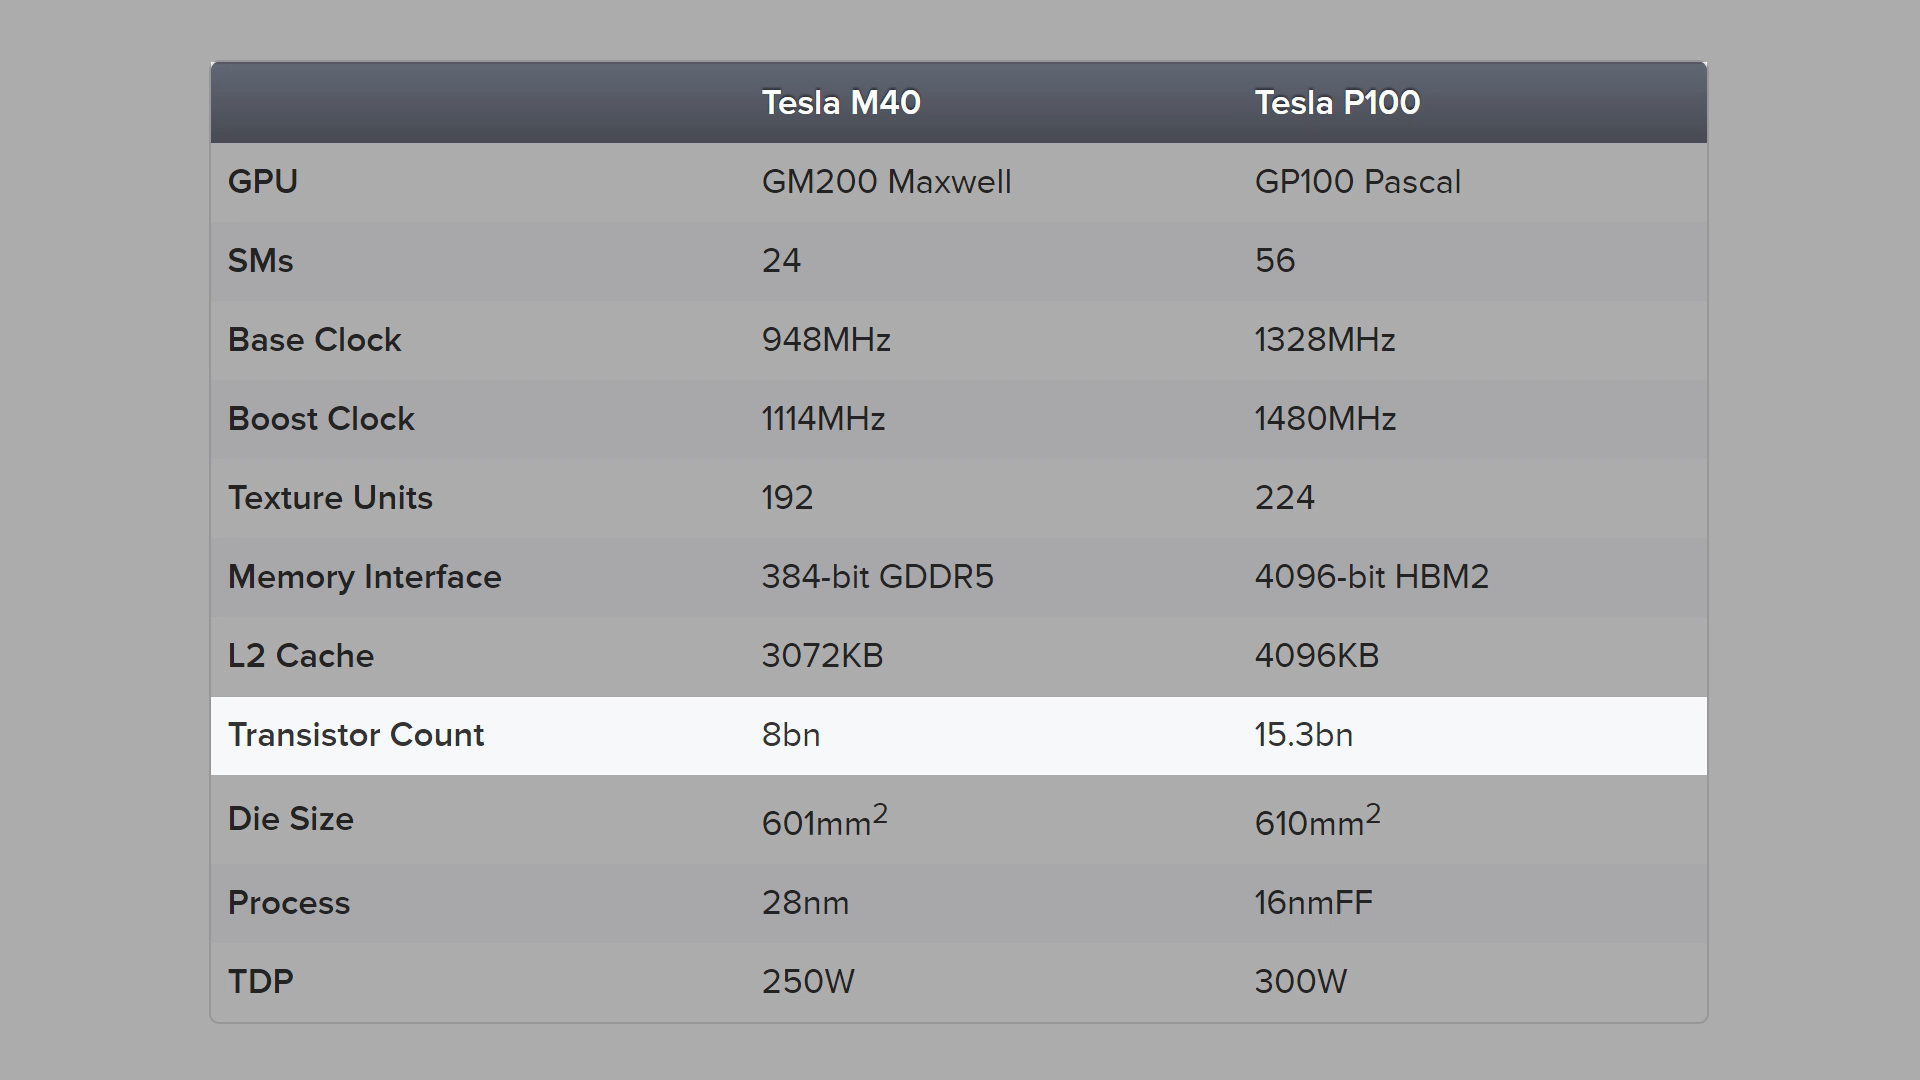 Tesla M40 Tesla P100
GPU GM200 Maxwell GP100 Pascal
SMs 24 56
Base Clock 948MHz 1328MHz
Boost Clock 1114MHz 1480MHz
Texture Units 192 224
Memory Interface 384-bit GDDR5 4096-bit HBM2
L2 Cache 3072KB 4096KB
Transistor Count 8bn 15.3bn
Die Size 601mm² 610mm²
Process 28nm 16nmFF
TDP 250W 300W